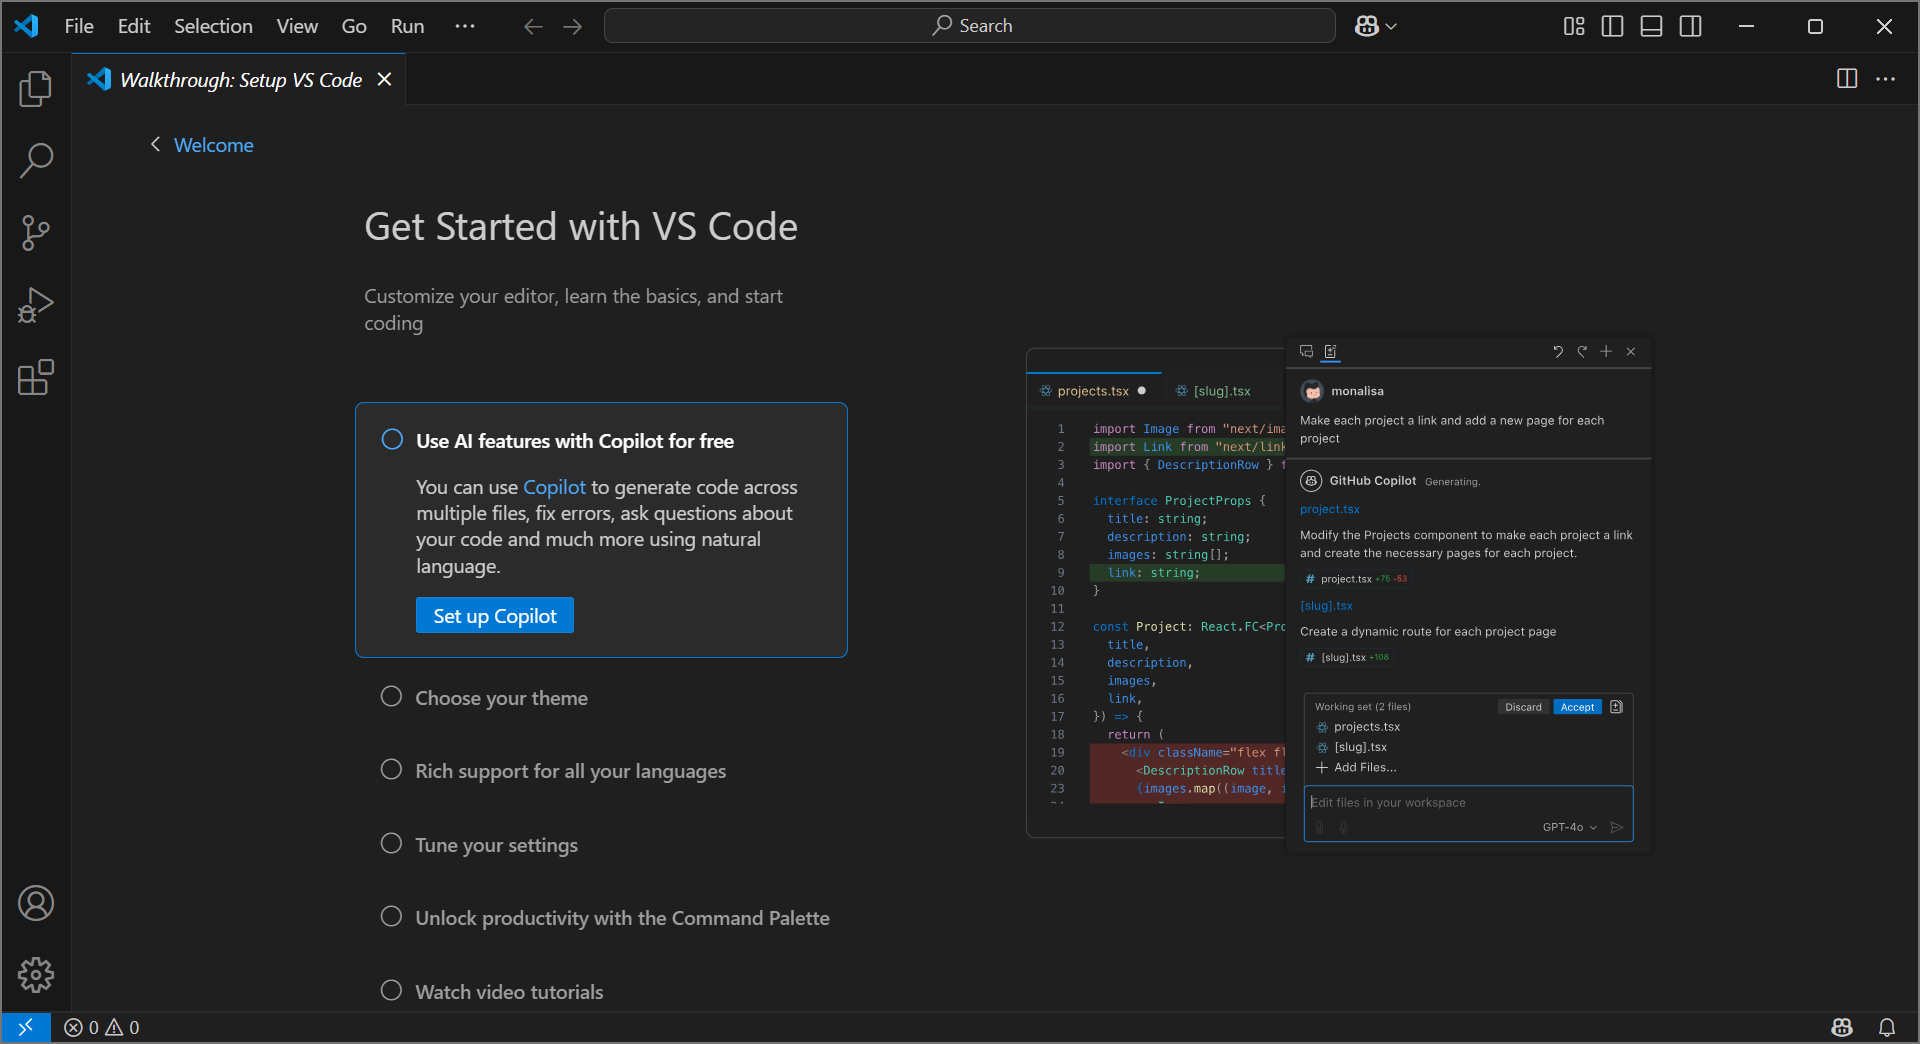 File Edit Selection View Go Run ···
Search
Walkthrough: Setup VS Code
Welcome
Get Started with VS Code
Customize your editor, learn the basics, and start
coding
Use AI features with Copilot for free
You can use Copilot to generate code across
multiple files, fix errors, ask questions about
your code and much more using natural
language.
Set up Copilot
Choose your theme
Rich support for all your languages
Tune your settings
Unlock productivity with the Command Palette
Watch video tutorials
projects.tsx
[slug].tsx
1 import Image from "next/ima
2 import Link from "next/link
3 import { DescriptionRow } f
4
5 interface ProjectProps {
6 title: string;
7 description: string;
8 images: string[];
9 link: string;
10 }
11
12 const Project: React.FC<Pro
13 title,
14 description,
15 images,
16 link,
17 }) => {
18 return (
19 <div className="flex fl
20 <DescriptionRow title
23 {images.map((image, i
monalisa
Make each project a link and add a new page for each
project
GitHub Copilot Generating.
project.tsx
Modify the Projects component to make each project a link
and create the necessary pages for each project.
# project.tsx +75 -53
[slug].tsx
Create a dynamic route for each project page
# [slug].tsx +108
Working set (2 files) Discard Accept
projects.tsx
[slug].tsx
Add Files...
Edit files in your workspace
GPT-4o
0 0